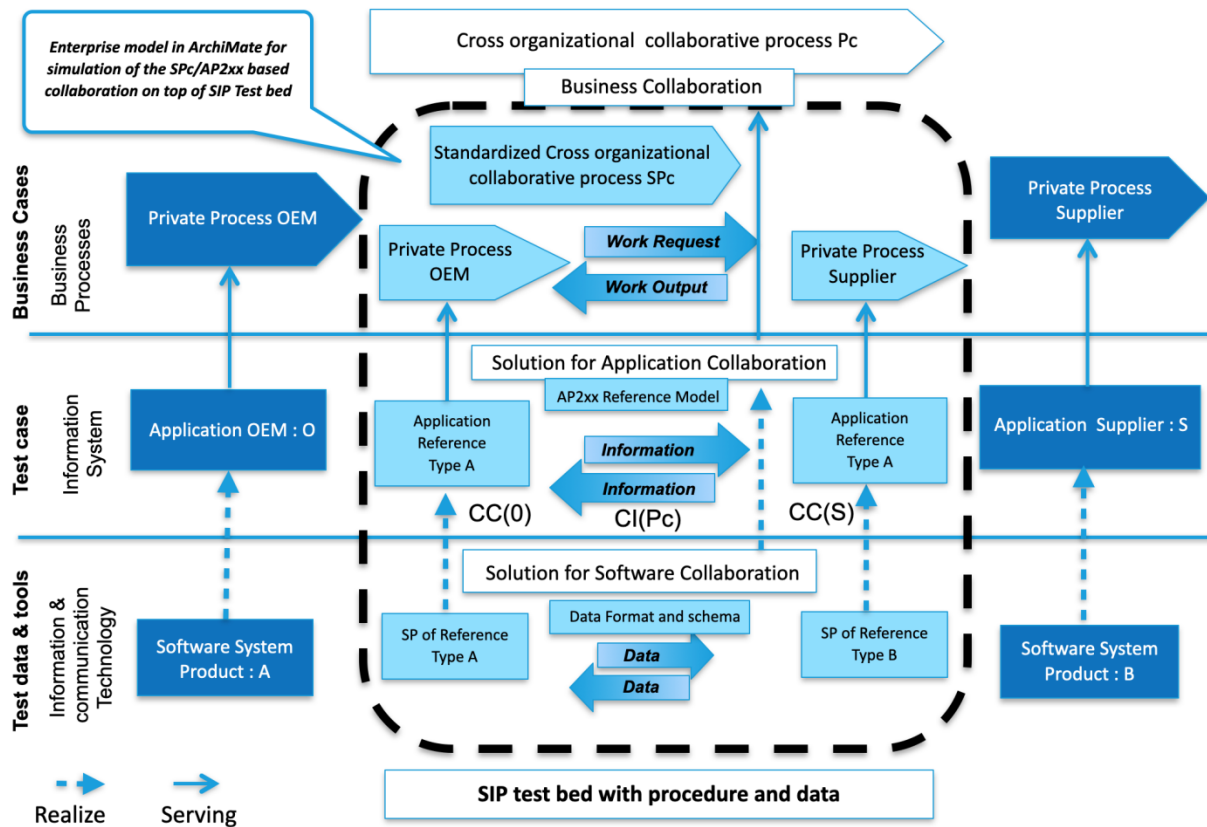 Enterprise model in ArchiMate for
simulation of the SPc/AP2xx based
collaboration on top of SIP Test bed
Cross organizational collaborative process Pc
Business Collaboration
Standardized Cross organizational
collaborative process SPc
Business Cases
Business
Processes
Private Process OEM
Private Process
OEM
Work Request
Work Output
Private Process
Supplier
Private Process
Supplier
Test case
Information
System
Solution for Application Collaboration
AP2xx Reference Model
Application OEM : O
Application
Reference
Type A
Information
Information
Application
Reference
Type A
Application Supplier : S
CC(0)
CI(Pc)
CC(S)
Test data & tools
Information &
communication
Technology
Solution for Software Collaboration
Data Format and schema
Software System
Product : A
SP of Reference
Type A
Data
Data
SP of Reference
Type B
Software System
Product : B
Realize
Serving
SIP test bed with procedure and data